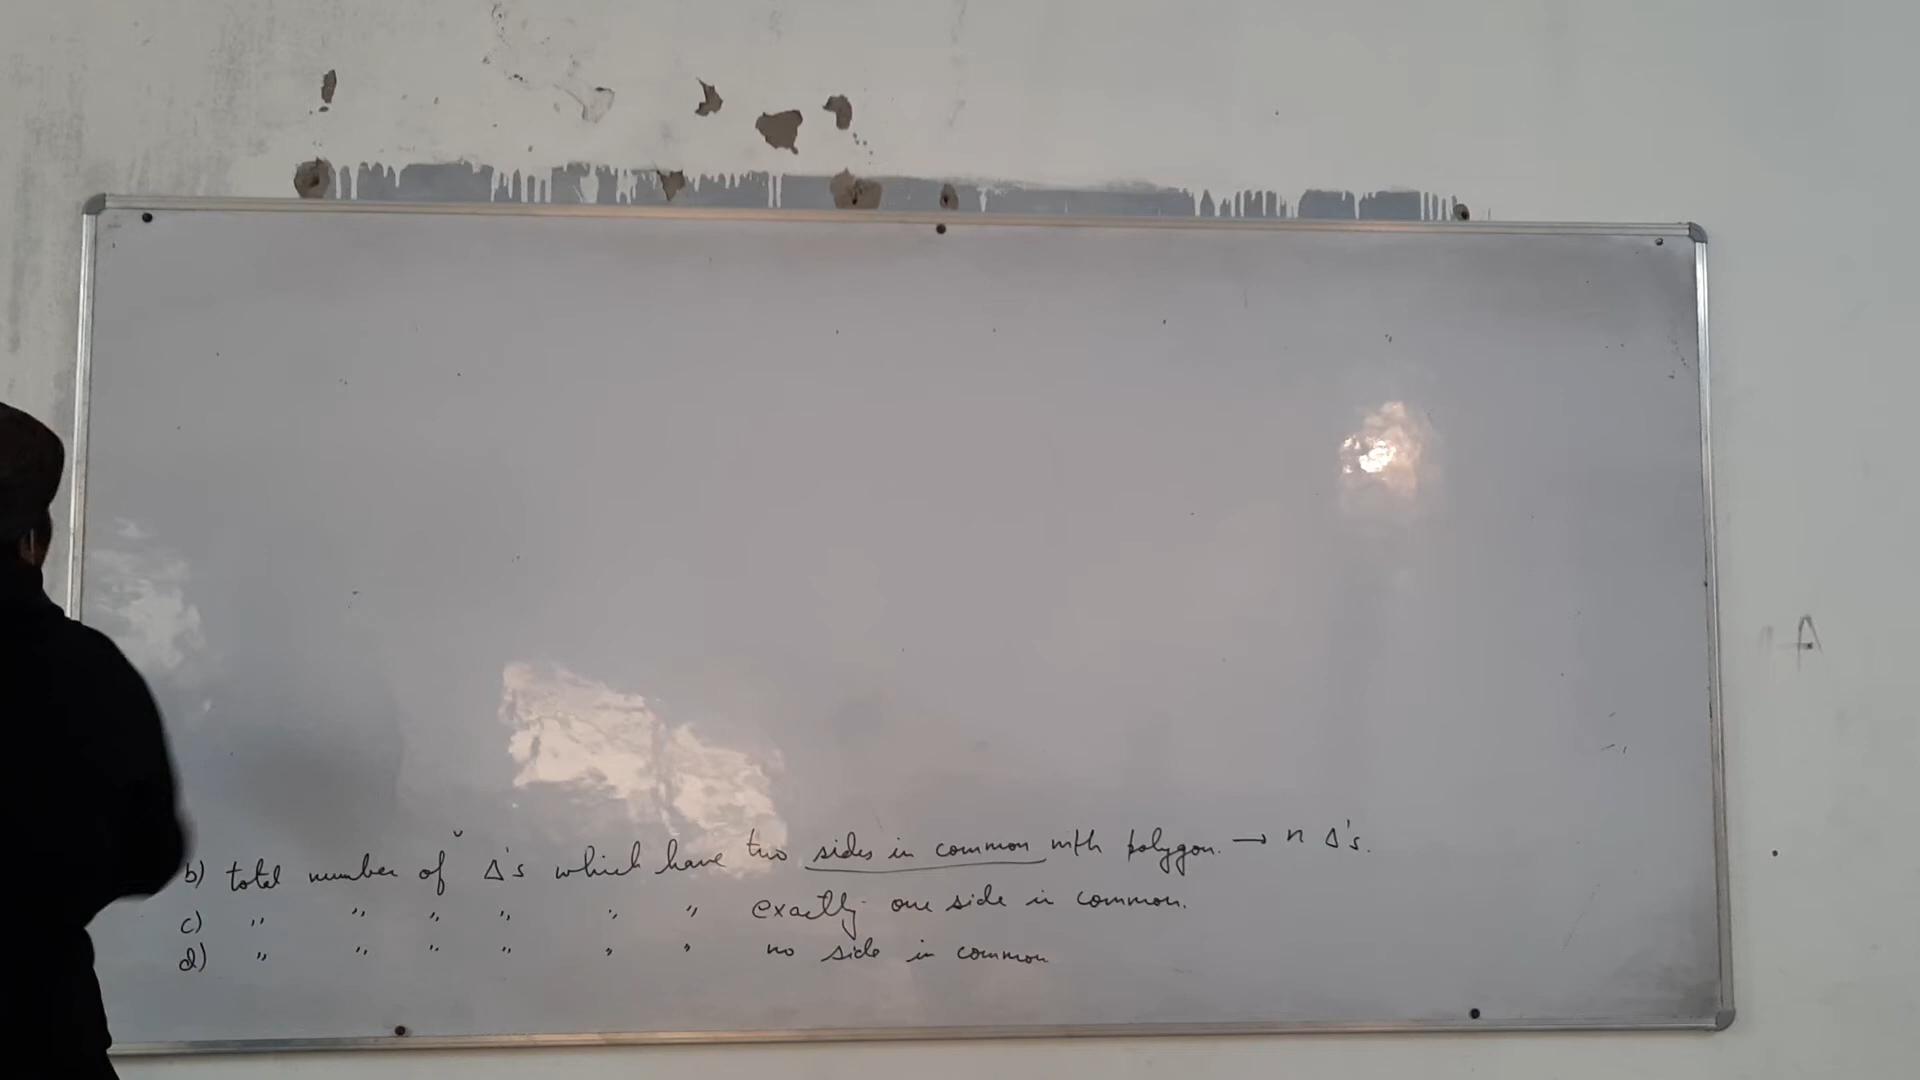 b) total number of Δ's which have two sides in common with polygon. → n Δ's.
c) " " " " " " exactly one side in common.
d) " " " " " " no side in common
A